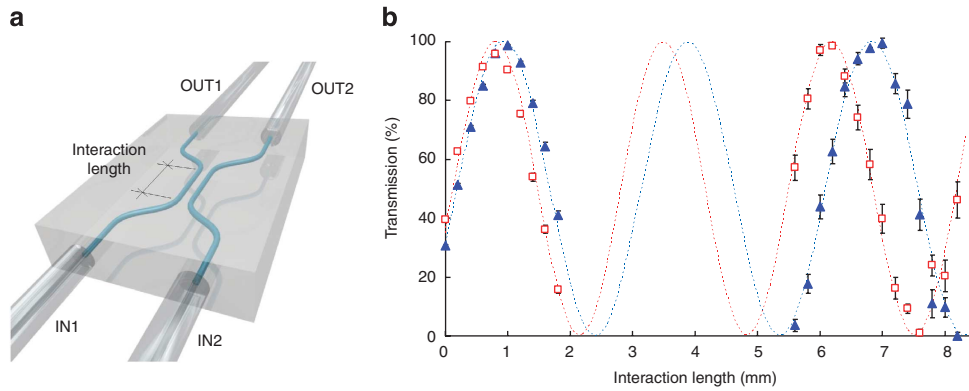 a
OUT1
OUT2
Interaction
length
IN1
IN2
b
Transmission (%)
100
80
60
40
20
0
0 1 2 3 4 5 6 7 8
Interaction length (mm)